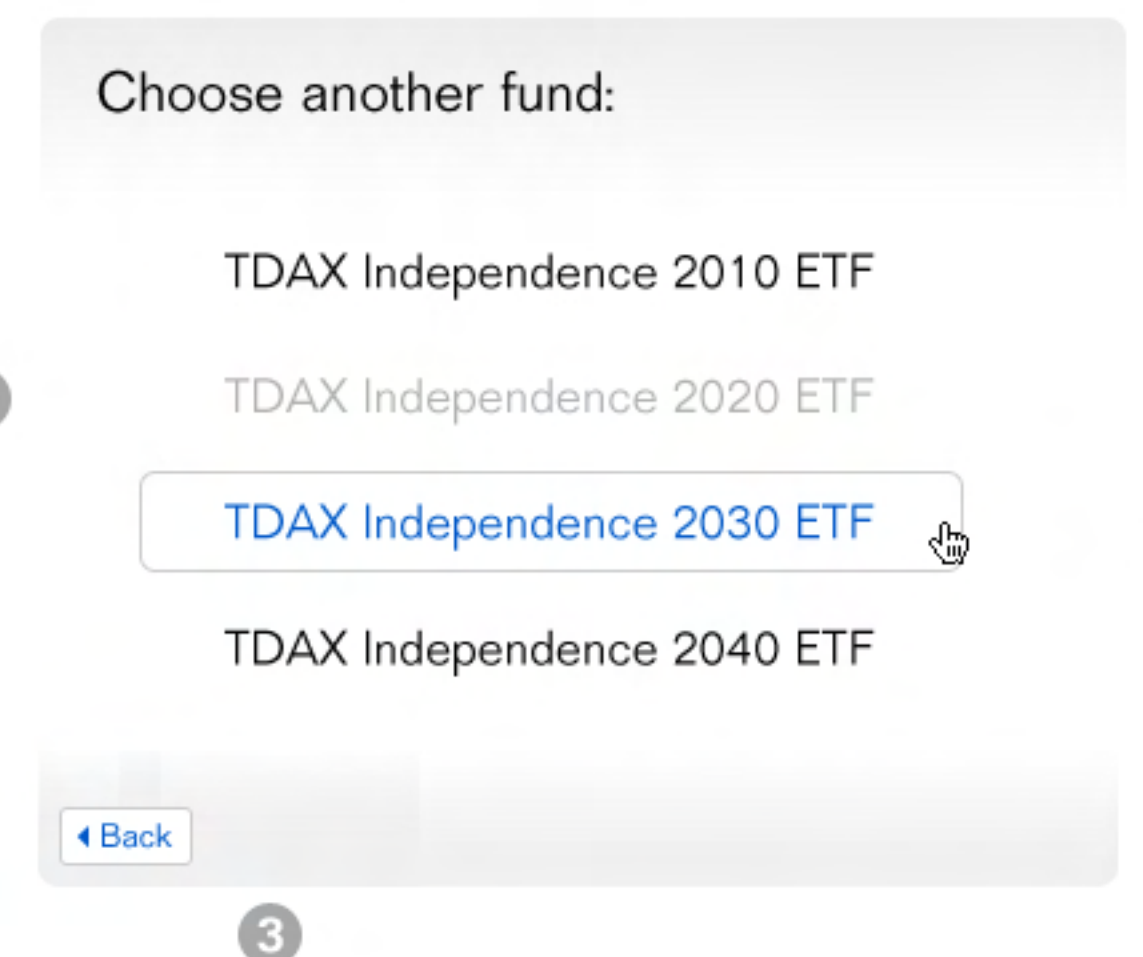 Choose another fund:
TDAX Independence 2010 ETF
TDAX Independence 2020 ETF
TDAX Independence 2030 ETF
TDAX Independence 2040 ETF
Back
3